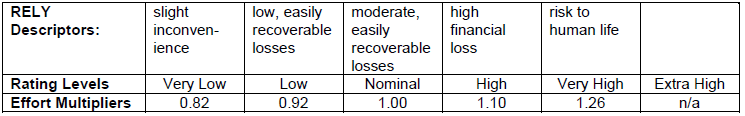 RELY Descriptors: slight inconven-ience low, easily recoverable losses moderate, easily recoverable losses high financial loss risk to human life
Rating Levels Very Low Low Nominal High Very High Extra High
Effort Multipliers 0.82 0.92 1.00 1.10 1.26 n/a